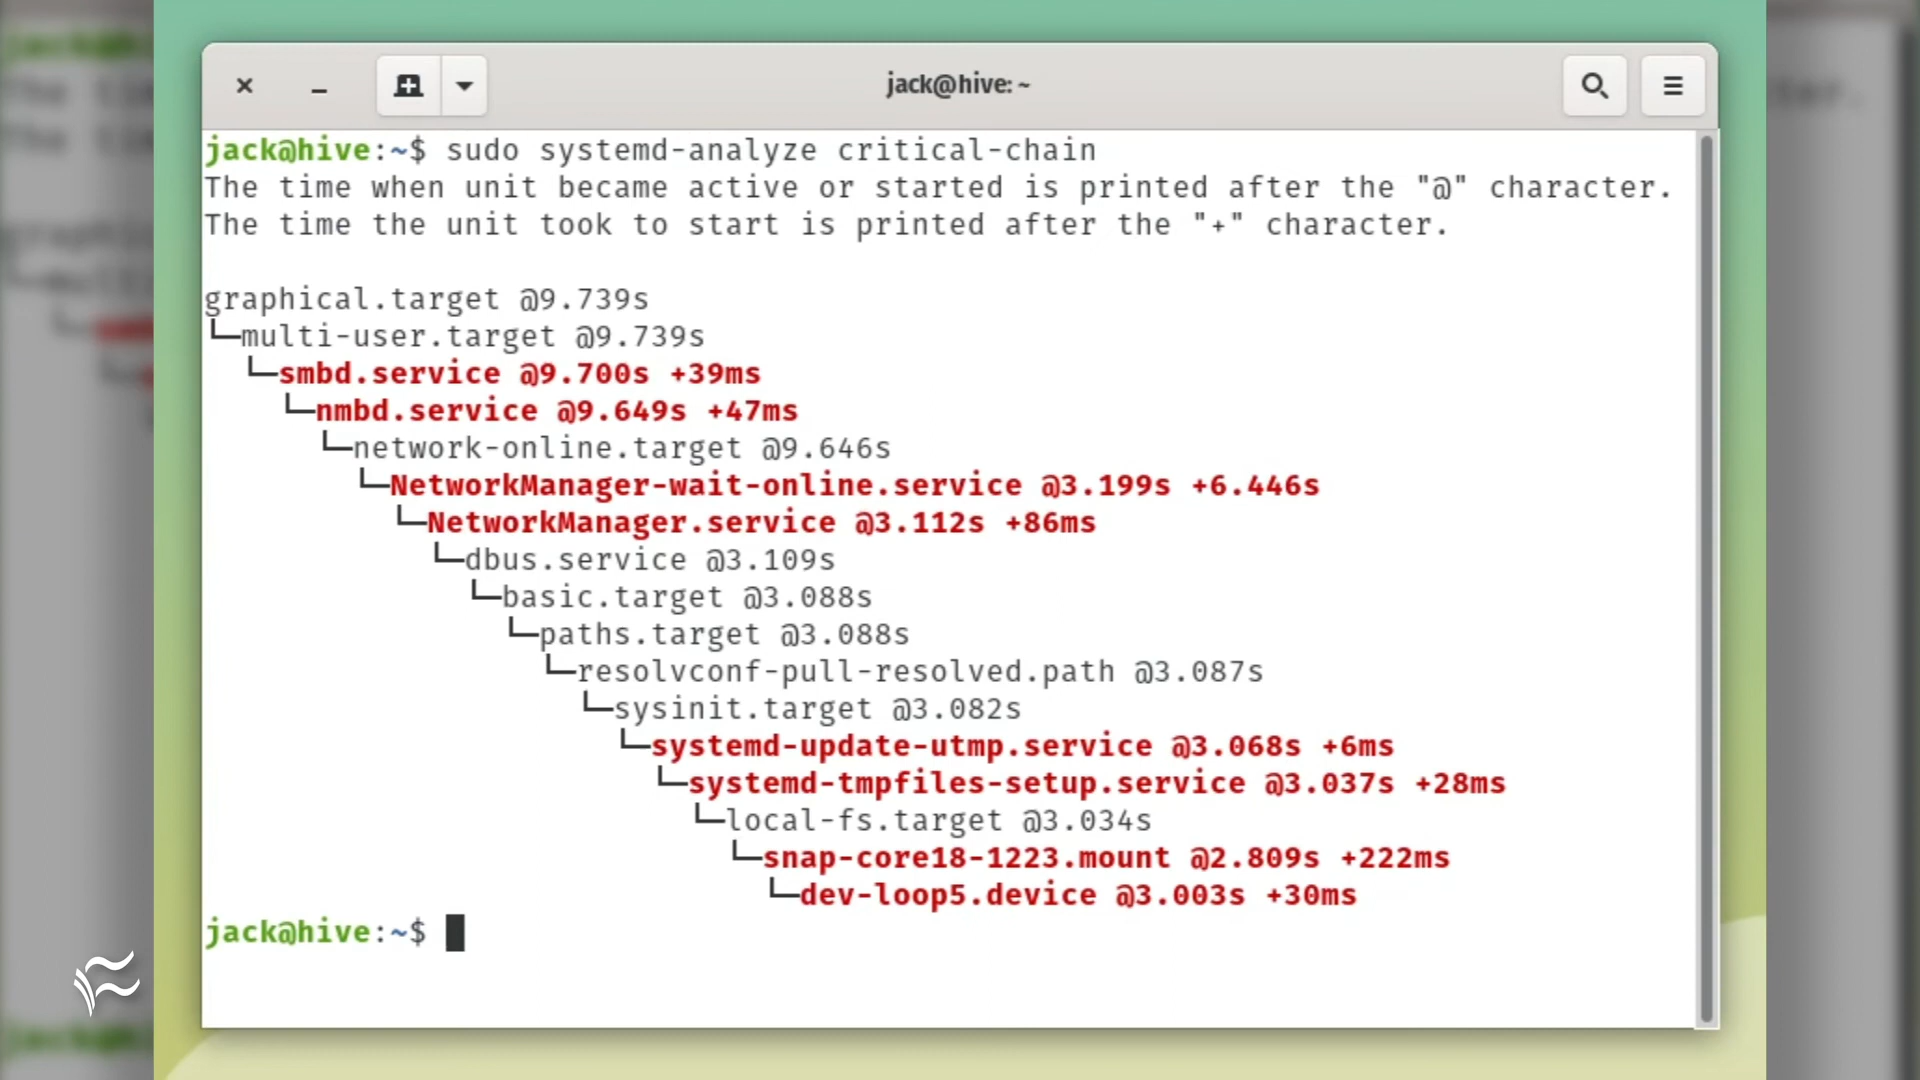 jack@hive: ~
jack@hive:~$ sudo systemd-analyze critical-chain
The time when unit became active or started is printed after the "@" character.
The time the unit took to start is printed after the "+" character.
graphical.target @9.739s
└─multi-user.target @9.739s
└─smbd.service @9.700s +39ms
└─nmbd.service @9.649s +47ms
└─network-online.target @9.646s
└─NetworkManager-wait-online.service @3.199s +6.446s
└─NetworkManager.service @3.112s +86ms
└─dbus.service @3.109s
└─basic.target @3.088s
└─paths.target @3.088s
└─resolvconf-pull-resolved.path @3.087s
└─sysinit.target @3.082s
└─systemd-update-utmp.service @3.068s +6ms
└─systemd-tmpfiles-setup.service @3.037s +28ms
└─local-fs.target @3.034s
└─snap-core18-1223.mount @2.809s +222ms
└─dev-loop5.device @3.003s +30ms
jack@hive:~$